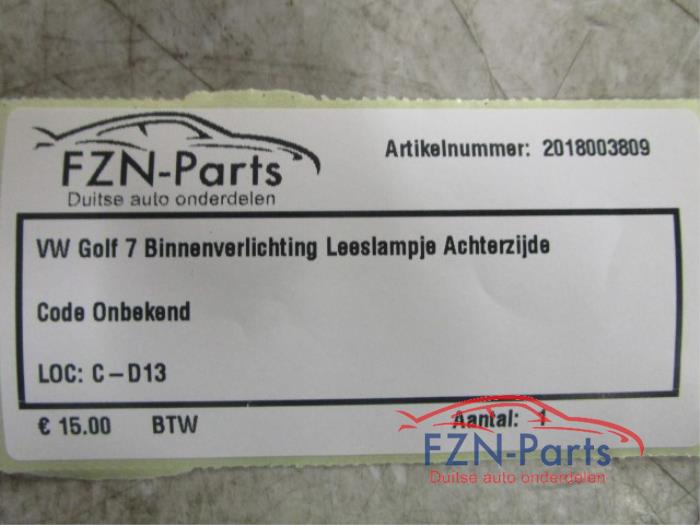 FZN-Parts
Duitse auto onderdelen
Artikelnummer: 2018003809
VW Golf 7 Binnenverlichting Leeslampje Achterzijde
Code Onbekend
LOC: C-D13
€ 15.00 BTW Aantal: 1
FZN-Parts
Duitse auto onderdelen